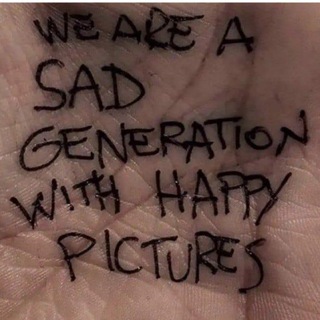 WE ARE A
SAD
GENERATION
WITH HAPPY
PICTURES